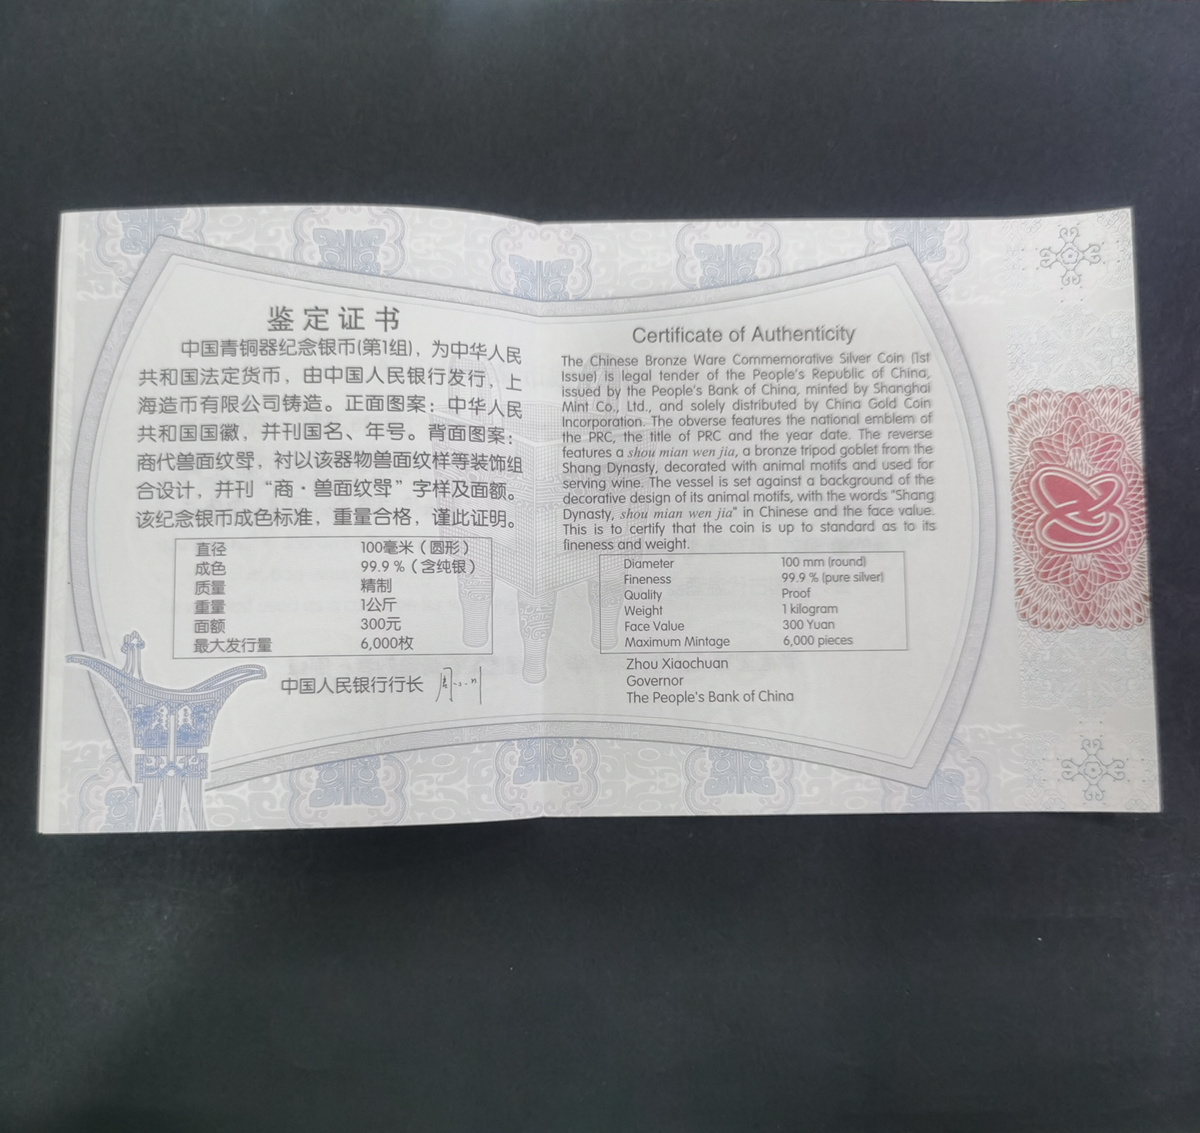 鉴定证书
中国青铜器纪念银币(第1组)，为中华人民
共和国法定货币，由中国人民银行发行，上
海造币有限公司铸造。正面图案：中华人民
共和国国徽，并刊国名、年号。背面图案：
商代兽面纹斝，衬以该器物兽面纹样等装饰组
合设计，并刊“商·兽面纹斝”字样及面额。
该纪念银币成色标准，重量合格，谨此证明。
直径 100毫米（圆形）
成色 99.9％（含纯银）
质量 精制
重量 1公斤
面额 300元
最大发行量 6,000枚
中国人民银行行长
Certificate of Authenticity
The Chinese Bronze Ware Commemorative Silver Coin (1st
Issue) is legal tender of the People's Republic of China,
issued by the People's Bank of China, minted by Shanghai
Mint Co., Ltd., and solely distributed by China Gold Coin
Incorporation. The obverse features the national emblem of
the PRC, the title of PRC and the year date. The reverse
features a shou mian wen jia, a bronze tripod goblet from the
Shang Dynasty, decorated with animal motifs and used for
serving wine. The vessel is set against a background of the
decorative design of its animal motifs, with the words "Shang
Dynasty, shou mian wen jia" in Chinese and the face value.
This is to certify that the coin is up to standard as to its
fineness and weight.
Diameter 100 mm (round)
Fineness 99.9 % (pure silver)
Quality Proof
Weight 1 kilogram
Face Value 300 Yuan
Maximum Mintage 6,000 pieces
Zhou Xiaochuan
Governor
The People's Bank of China